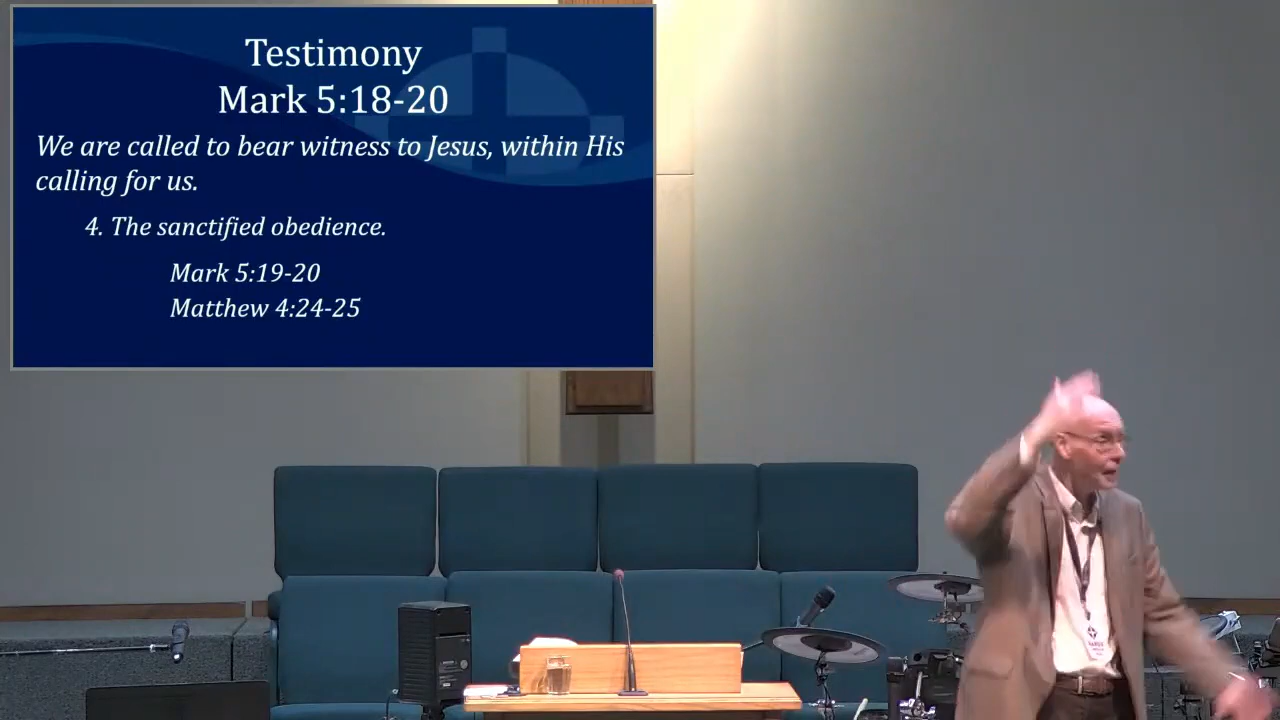 Testimony
Mark 5:18-20
We are called to bear witness to Jesus, within His
calling for us.
4. The sanctified obedience.
Mark 5:19-20
Matthew 4:24-25